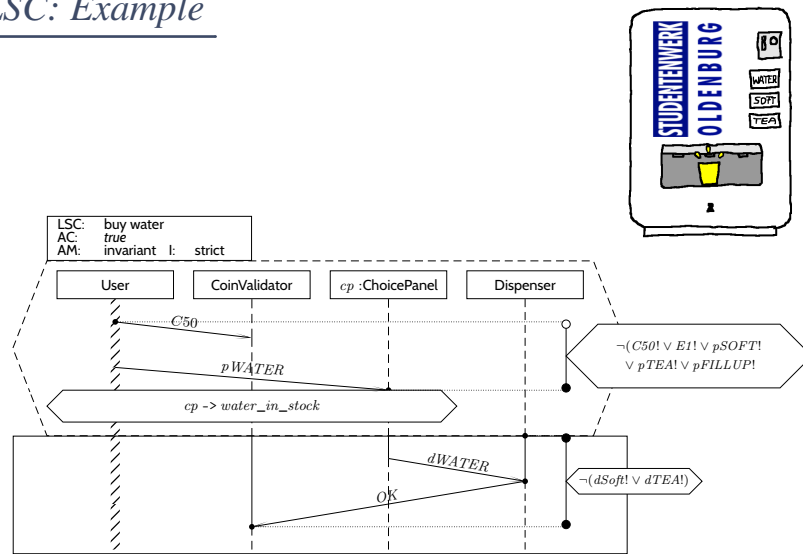 LSC: Example
STUDENTENWERK
OLDENBURG
WATER
SOFT
TEA
LSC: buy water
AC: true
AM: invariant I: strict
User
CoinValidator
cp :ChoicePanel
Dispenser
C50
pWATER
¬(C50! ∨ E1! ∨ pSOFT!
∨ pTEA! ∨ pFILLUP!
cp -> water_in_stock
dWATER
¬(dSoft! ∨ dTEA!)
OK